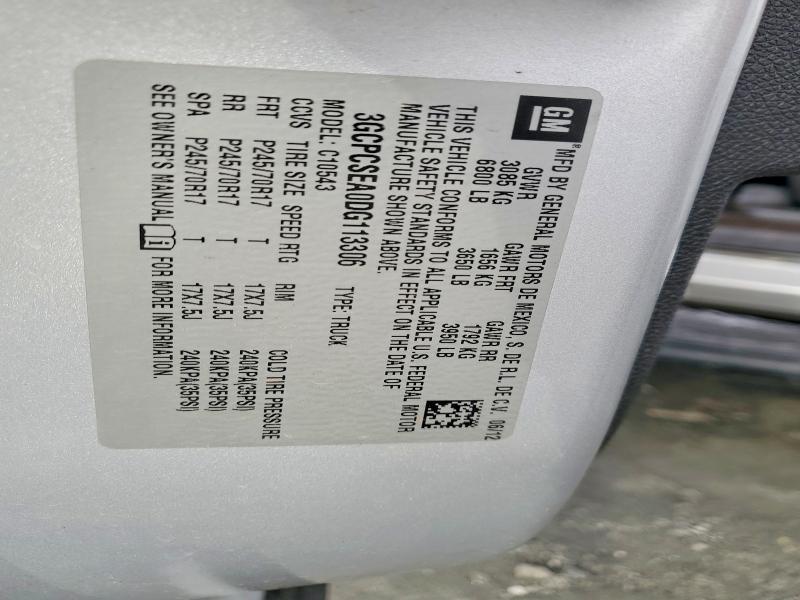 GM
® MFD BY GENERAL MOTORS DE MEXICO, S. DE R.L. DE C.V. 06/12
GVWR GAWR FRT GAWR RR
3085 KG 1656 KG 1792 KG
6800 LB 3650 LB 3950 LB
THIS VEHICLE CONFORMS TO ALL APPLICABLE U.S. FEDERAL MOTOR
VEHICLE SAFETY STANDARDS IN EFFECT ON THE DATE OF
MANUFACTURE SHOWN ABOVE.
3GCPCSEA0DG113306 TYPE: TRUCK
MODEL: C10543
CCVS TIRE SIZE SPEED RTG RIM COLD TIRE PRESSURE
FRT P245/70R17 T 17X7.5J 240KPA(35PSI)
RR P245/70R17 T 17X7.5J 240KPA(35PSI)
SPA P245/70R17 T 17X7.5J 240KPA(35PSI)
SEE OWNER'S MANUAL i FOR MORE INFORMATION.